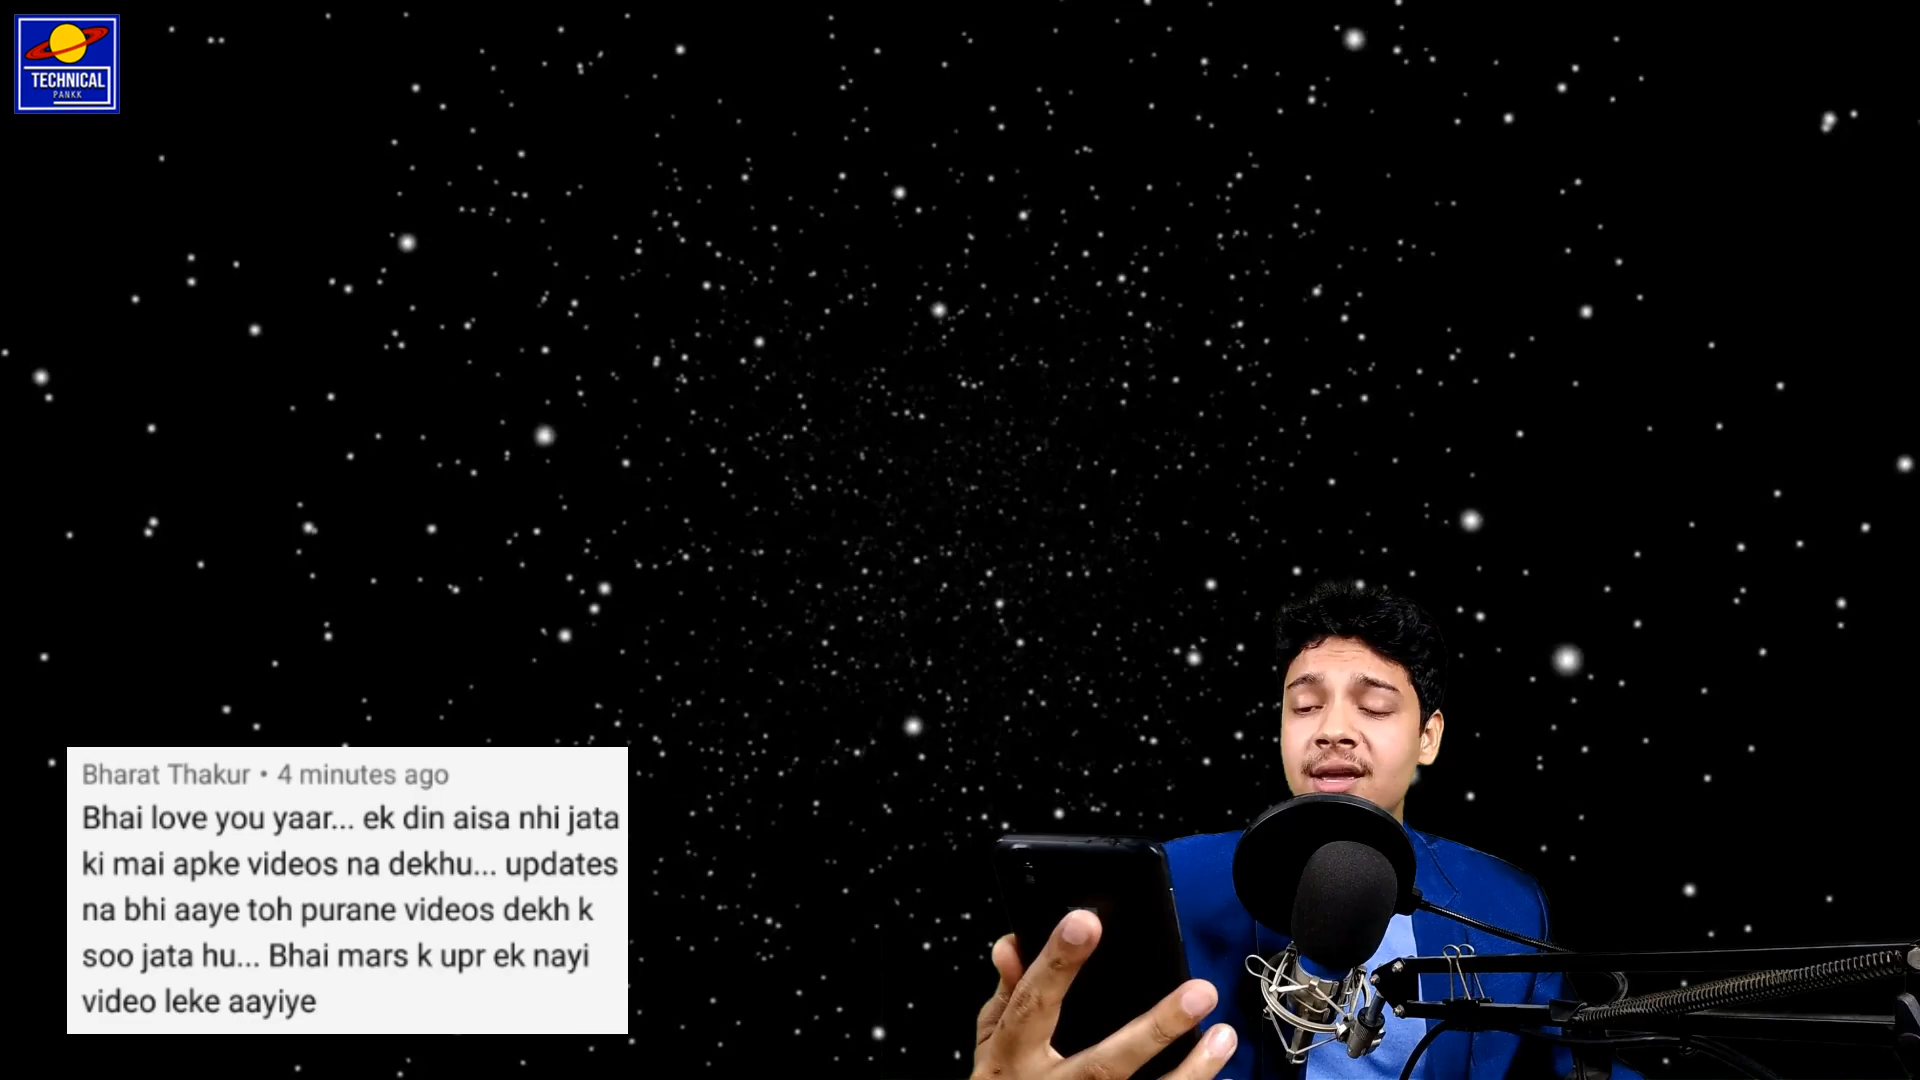 TECHNICAL
PANKK
Bharat Thakur • 4 minutes ago
Bhai love you yaar... ek din aisa nhi jata
ki mai apke videos na dekhu... updates
na bhi aaye toh purane videos dekh k
soo jata hu... Bhai mars k upr ek nayi
video leke aayiye